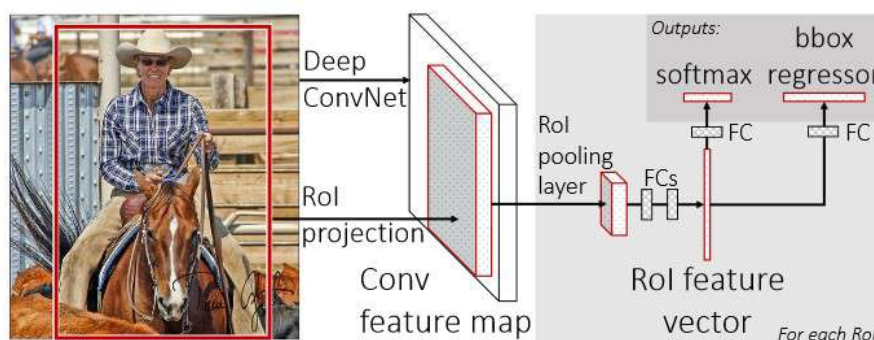 Deep
ConvNet
RoI
projection
Conv
feature map
RoI
pooling
layer
FCs
RoI feature
vector
Outputs:
softmax
bbox
regressor
FC
FC
For each RoI